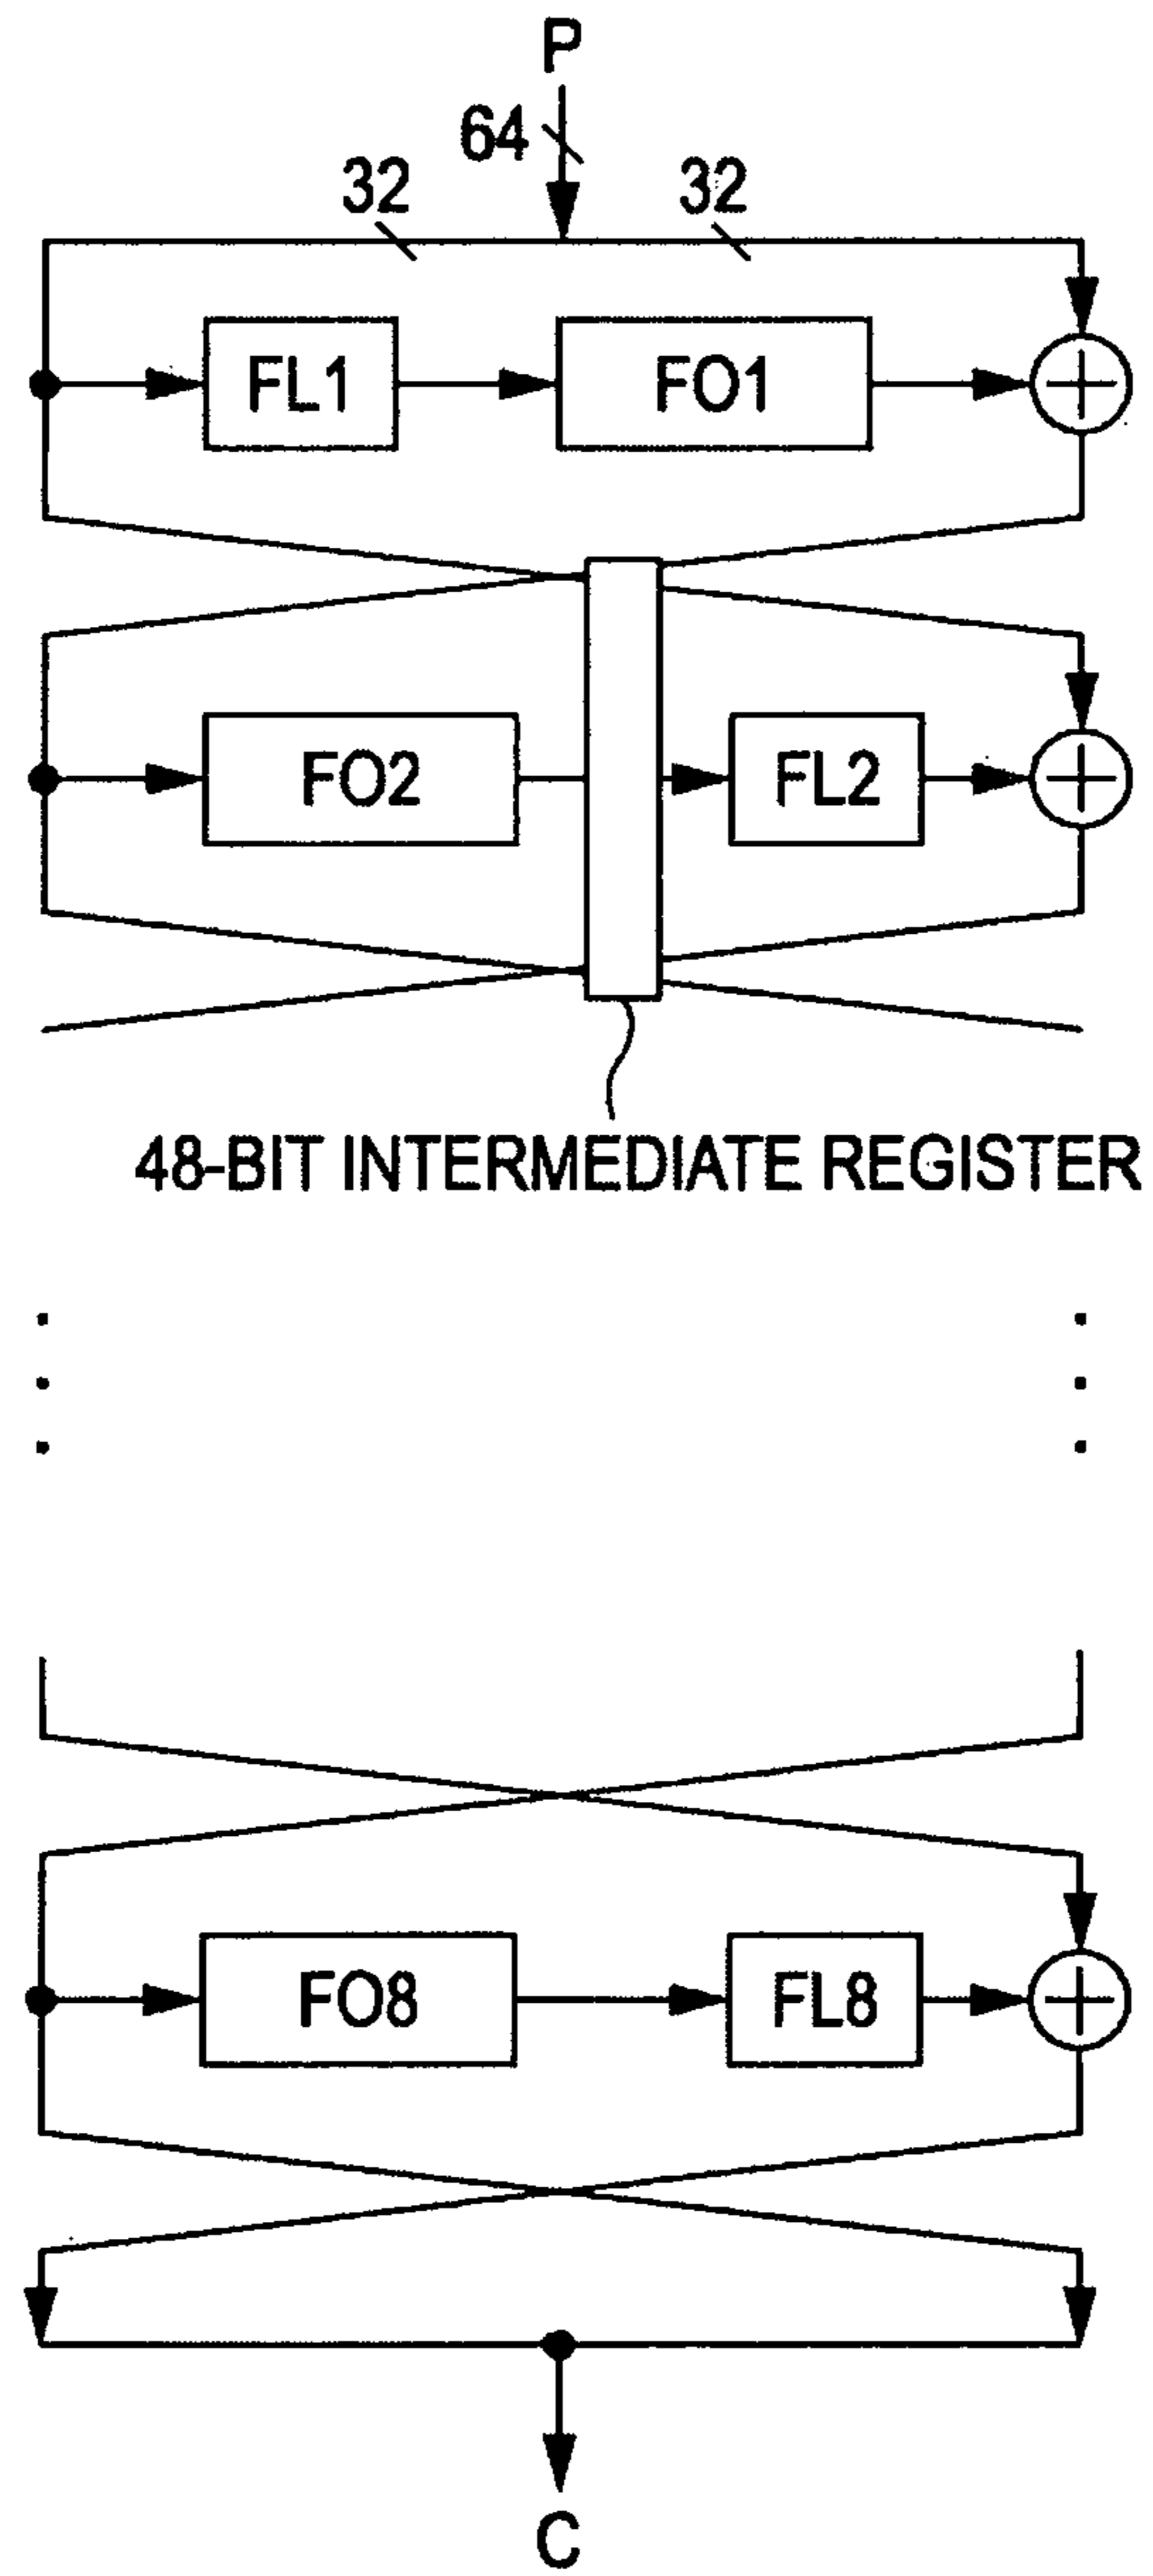 P
64
32 32
FL1 FO1
FO2 FL2
48-BIT INTERMEDIATE REGISTER
FO8 FL8
C